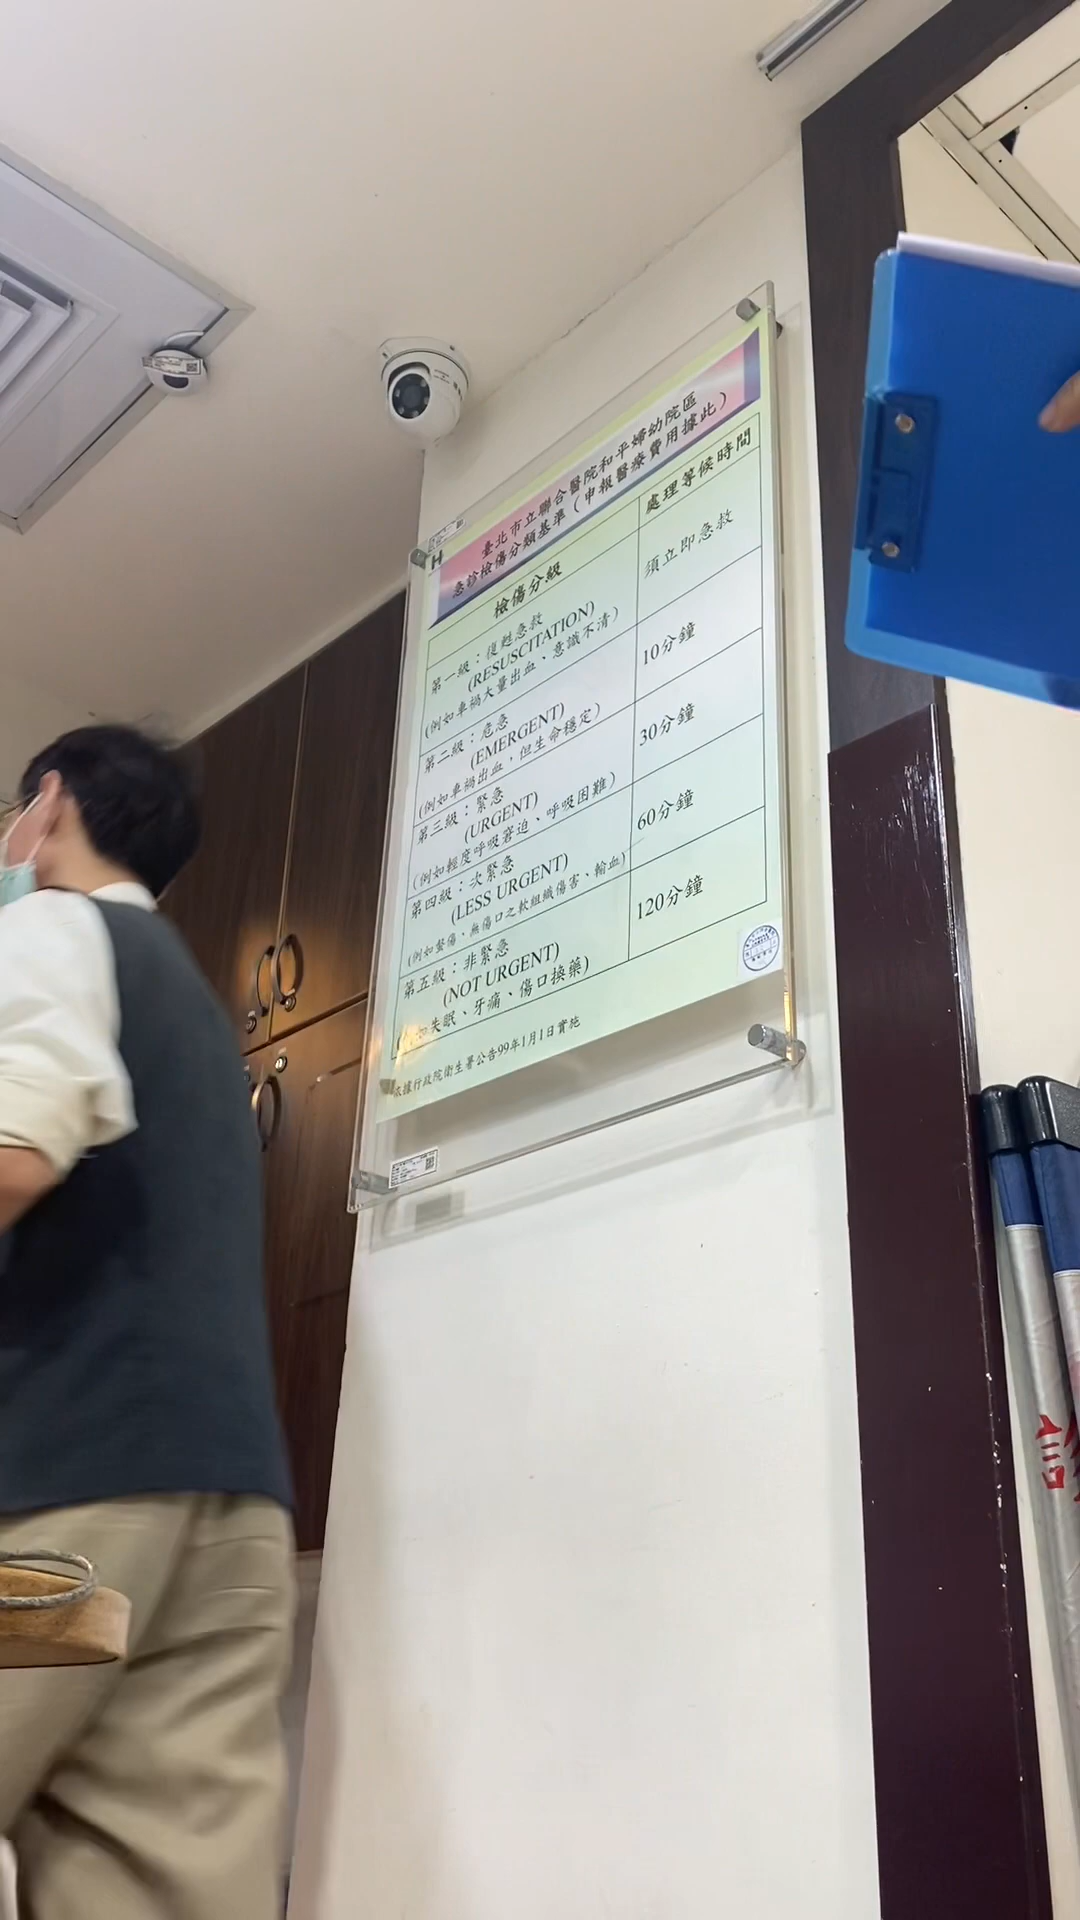 臺北市立聯合醫院和平婦幼院區
急診檢傷分類基準（申報醫療費用據此）
檢傷分級
處理等候時間
第一級：復甦急救
(RESUSCITATION)
(例如車禍大量出血、意識不清)
須立即急救
第二級：危急
(EMERGENT)
(例如車禍出血，但生命穩定)
10分鐘
第三級：緊急
(URGENT)
(例如輕度呼吸窘迫、呼吸困難)
30分鐘
第四級：次緊急
(LESS URGENT)
(例如螫傷、無傷口之軟組織傷害、輸血)
60分鐘
第五級：非緊急
(NOT URGENT)
如失眠、牙痛、傷口換藥)
120分鐘
依據行政院衛生署公告99年1月1日實施